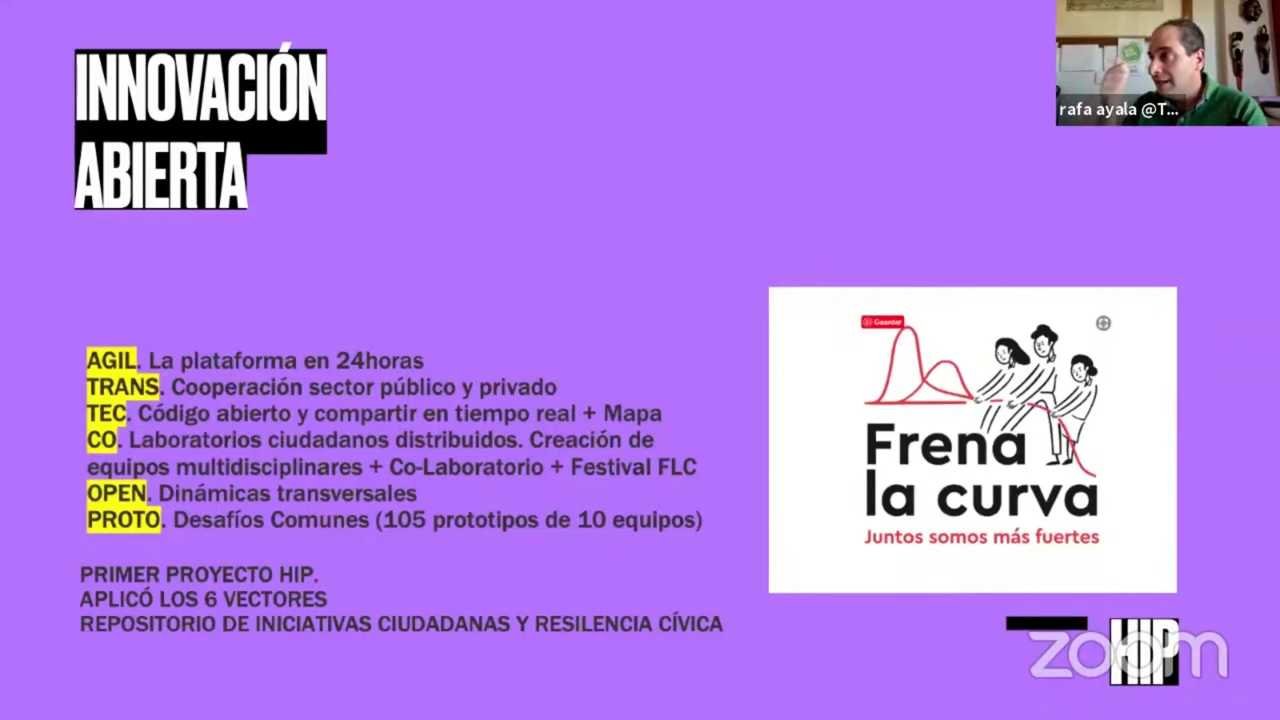 INNOVACIÓN
ABIERTA
rafa ayala @T...
AGIL. La plataforma en 24horas
TRANS. Cooperación sector público y privado
TEC. Código abierto y compartir en tiempo real + Mapa
CO. Laboratorios ciudadanos distribuidos. Creación de
equipos multidisciplinares + Co-Laboratorio + Festival FLC
OPEN. Dinámicas transversales
PROTO. Desafíos Comunes (105 prototipos de 10 equipos)
PRIMER PROYECTO HIP.
APLICÓ LOS 6 VECTORES
REPOSITORIO DE INICIATIVAS CIUDADANAS Y RESILENCIA CÍVICA
Guardar
Frena
la curva
Juntos somos más fuertes
HIP
zoom